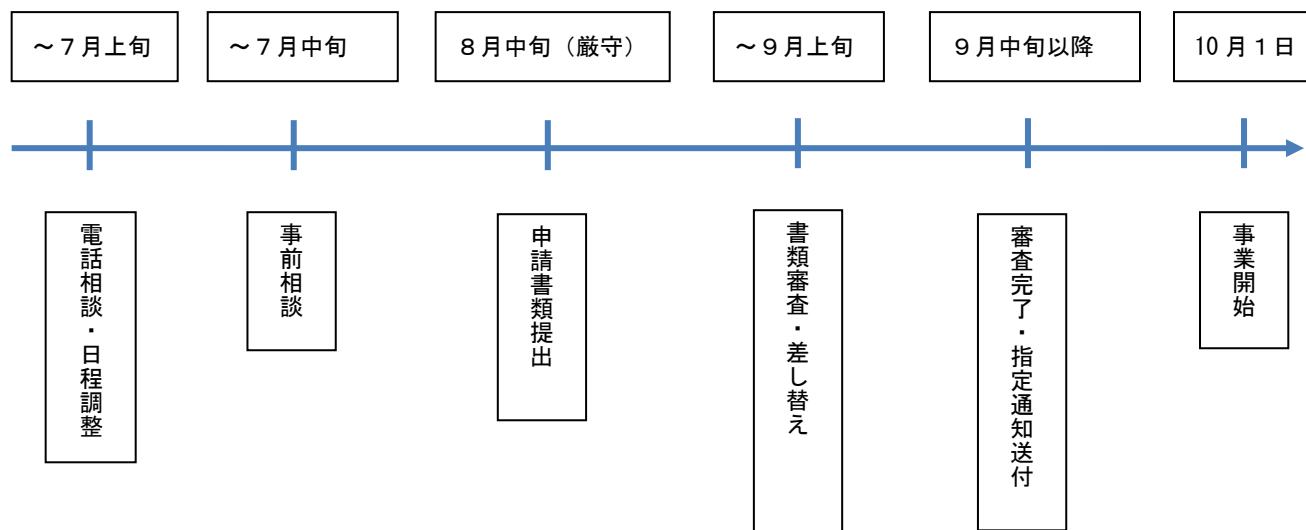 ～７月上旬
～７月中旬
８月中旬（厳守）
～９月上旬
９月中旬以降
10月１日
電話相談・日程調整
事前相談
申請書類提出
書類審査・差し替え
審査完了・指定通知送付
事業開始